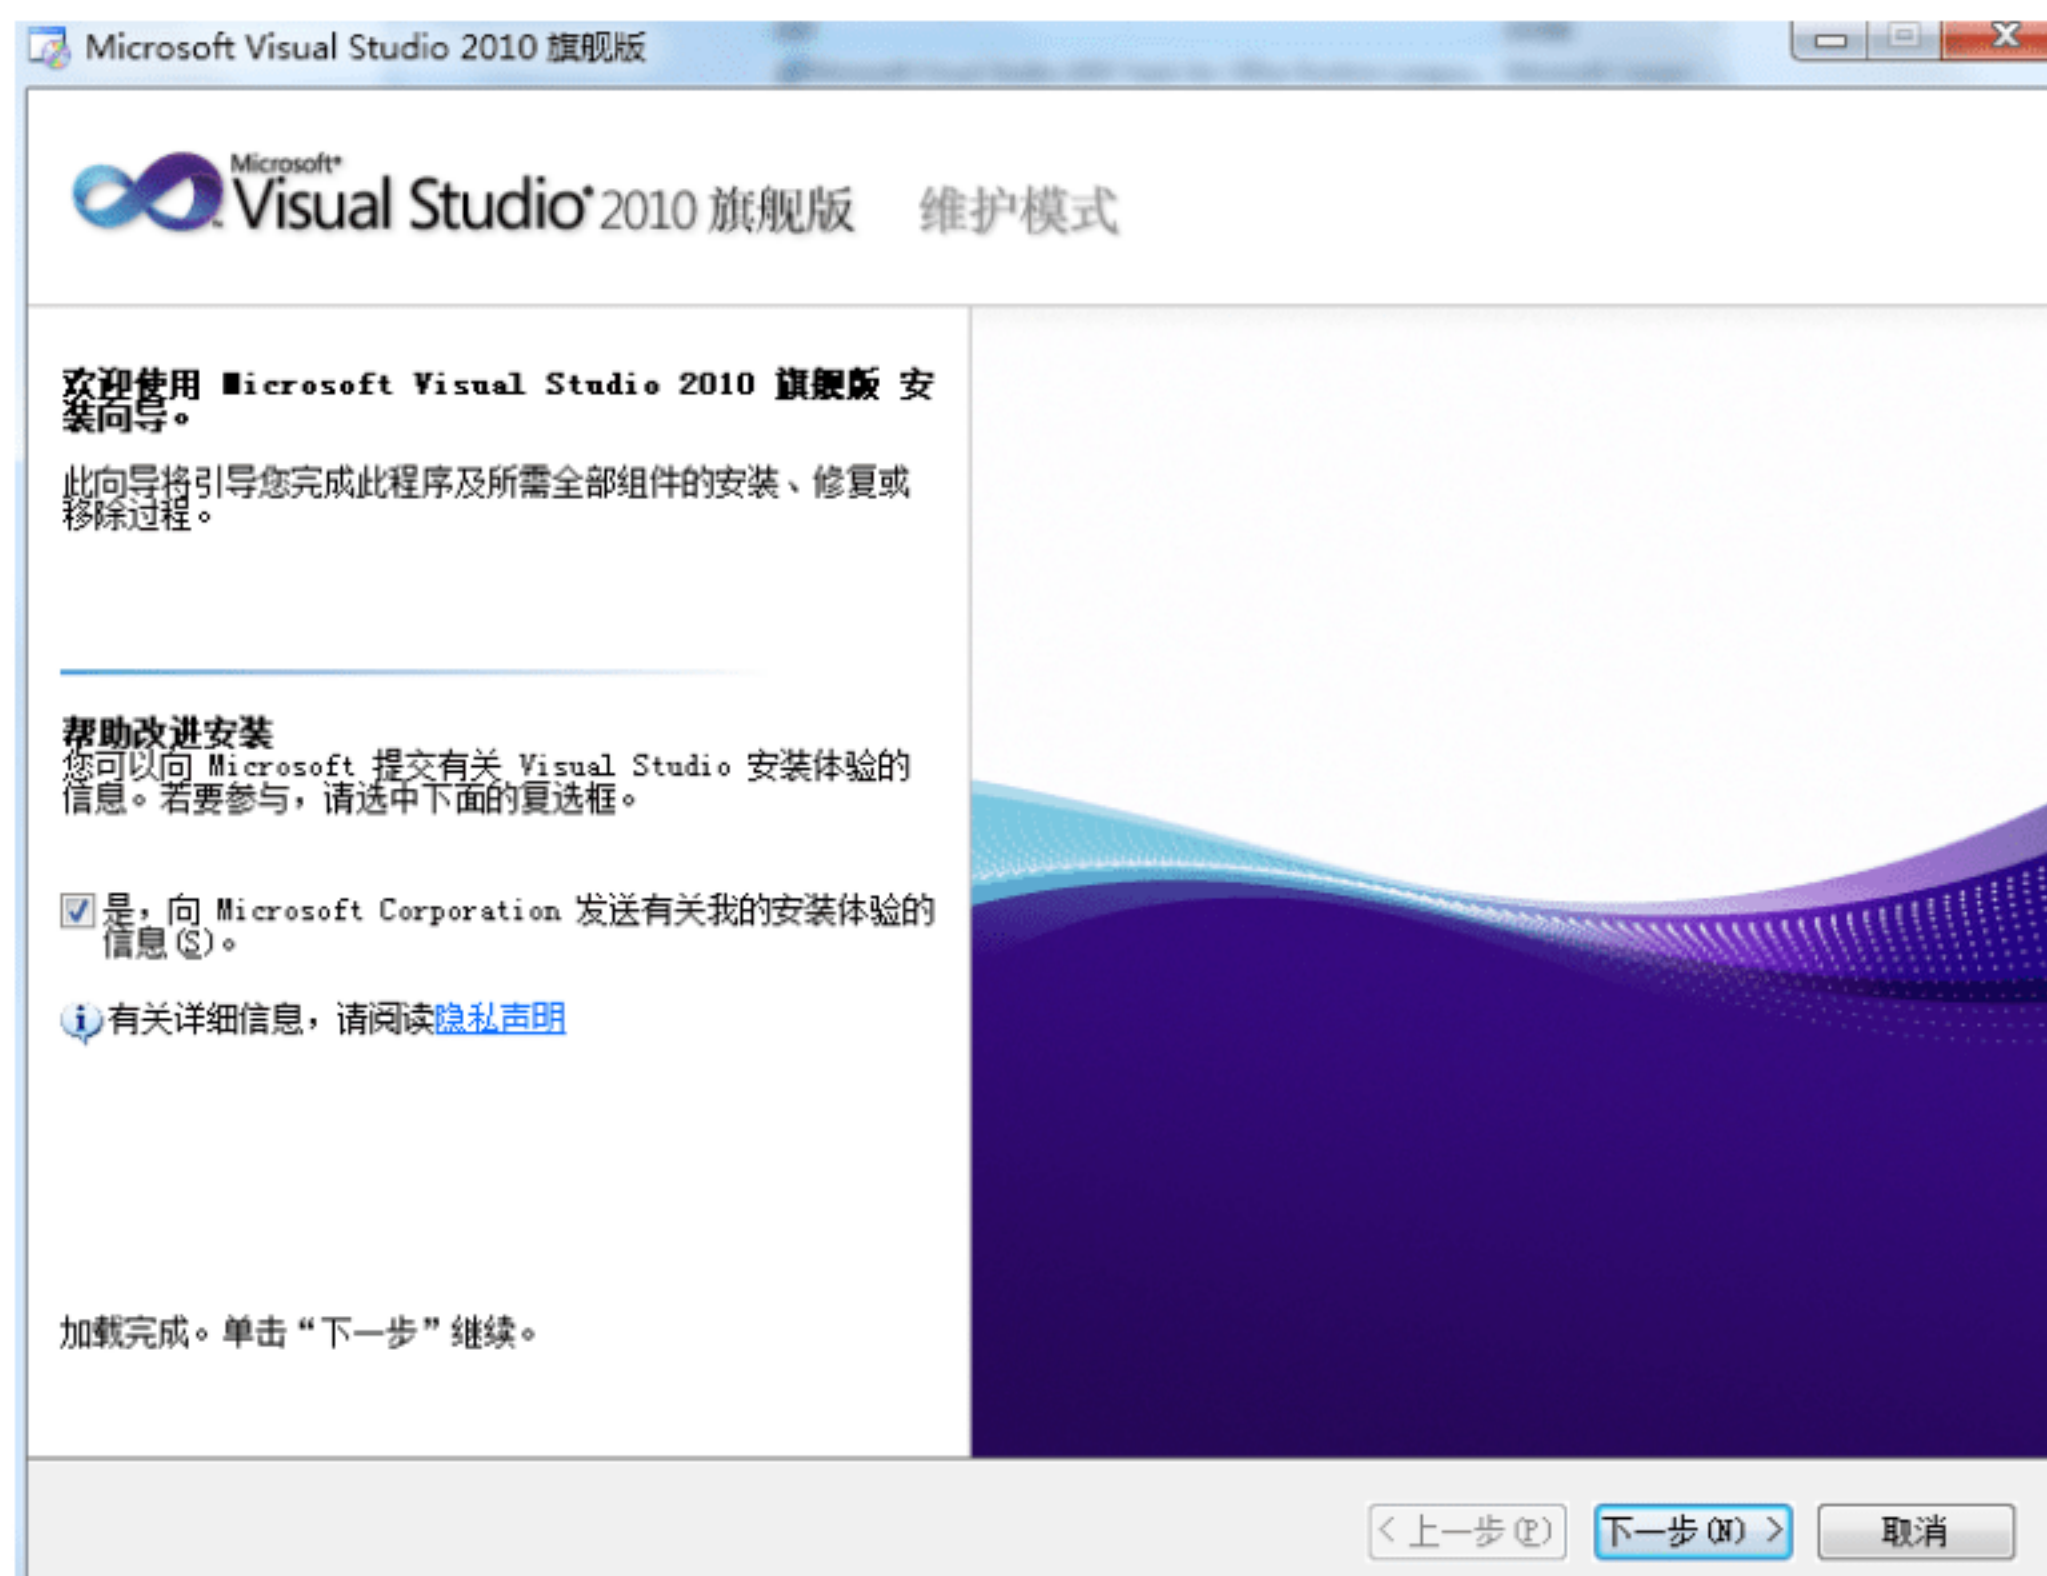 Microsoft Visual Studio 2010 旗舰版
Microsoft®
Visual Studio® 2010 旗舰版 维护模式
欢迎使用 Microsoft Visual Studio 2010 旗舰版 安
装向导。
此向导将引导您完成此程序及所需全部组件的安装、修复或
移除过程。
帮助改进安装
您可以向 Microsoft 提交有关 Visual Studio 安装体验的
信息。若要参与，请选中下面的复选框。
是，向 Microsoft Corporation 发送有关我的安装体验的
信息(S)。
有关详细信息，请阅读隐私声明
加载完成。单击“下一步”继续。
< 上一步(P)
下一步(N) >
取消